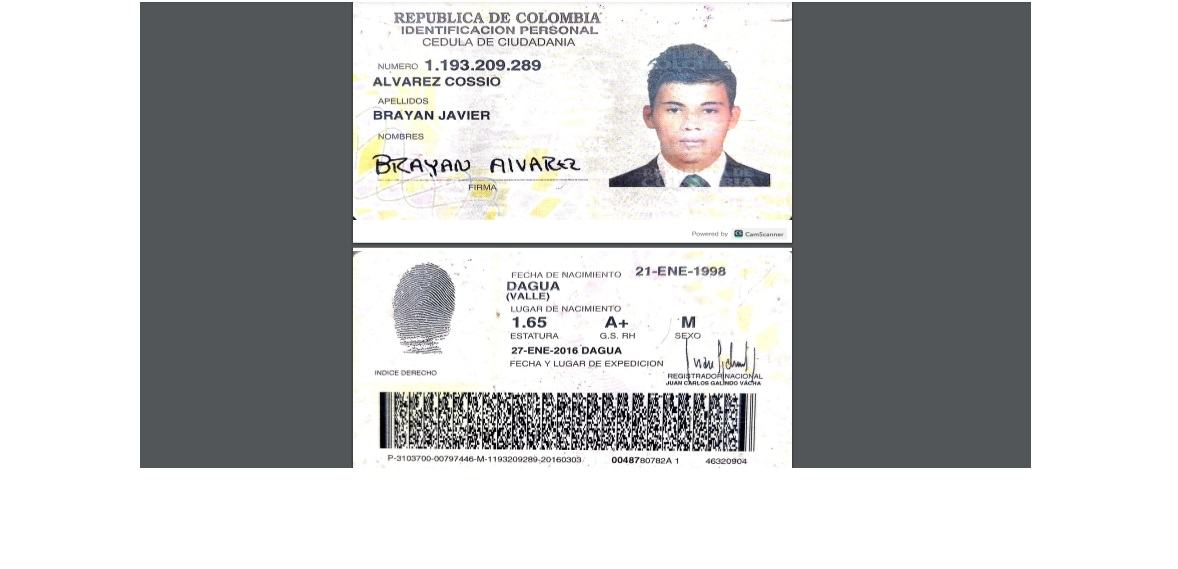 REPUBLICA DE COLOMBIA
IDENTIFICACION PERSONAL
CEDULA DE CIUDADANIA
NUMERO 1.193.209.289
ALVAREZ COSSIO
APELLIDOS
BRAYAN JAVIER
NOMBRES
BRAYAN AlVAREZ
FIRMA
Powered by CamScanner
FECHA DE NACIMIENTO 21-ENE-1998
DAGUA
(VALLE)
LUGAR DE NACIMIENTO
1.65 A+ M
ESTATURA G.S. RH SEXO
27-ENE-2016 DAGUA
FECHA Y LUGAR DE EXPEDICION
INDICE DERECHO
REGISTRADOR NACIONAL
JUAN CARLOS GALINDO VACHA
P-3103700-00797446-M-1193209289-20160303 0048780782A 1 46320904